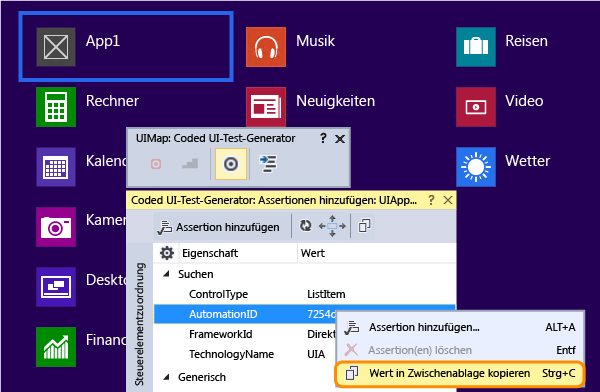 App1
Musik
Reisen
Rechner
Neuigkeiten
Video
UIMap: Coded UI-Test-Generator ? ×
Kalend
Wetter
Coded UI-Test-Generator: Assertionen hinzufügen: UIApp... ? ×
Kamer
Assertion hinzufügen
Steuerelementzuordnung
Eigenschaft Wert
Suchen
Deskto
ControlType ListItem
AutomationID 7254d
FrameworkId Direkt
TechnologyName UIA
Financ
Generisch
Assertion hinzufügen... ALT+A
Assertion(en) löschen Entf
Wert in Zwischenablage kopieren Strg+C